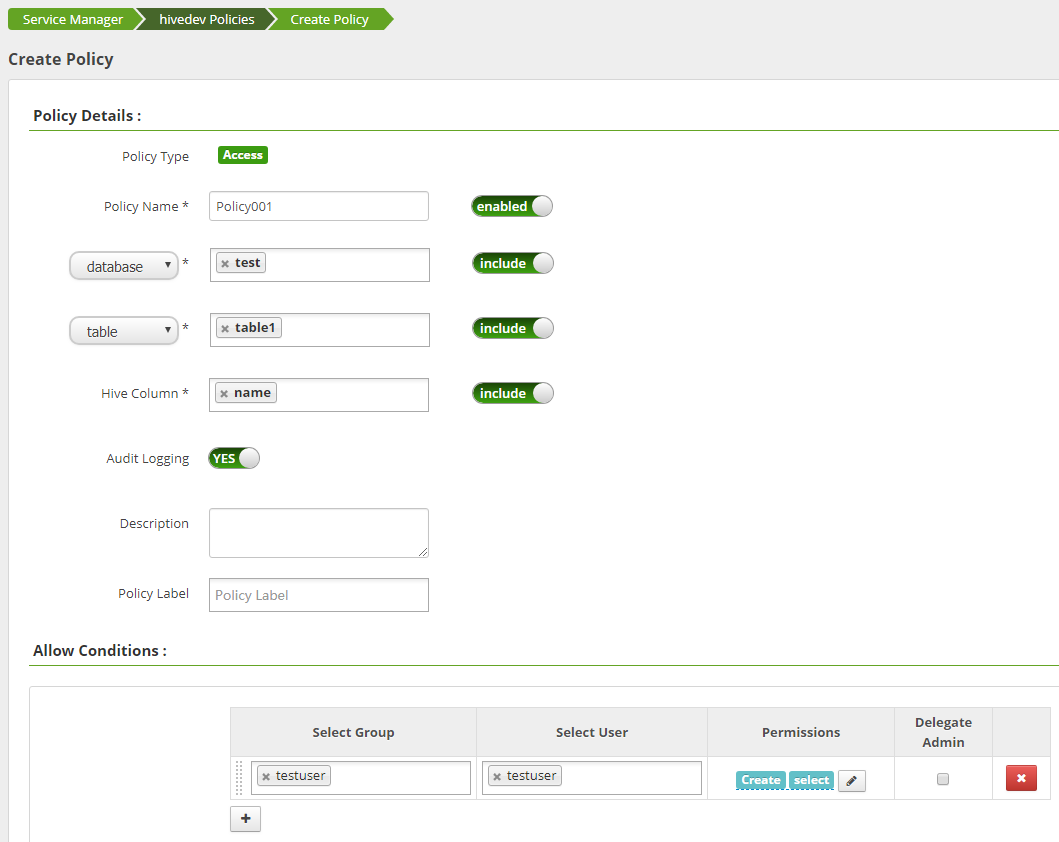 Service Manager hivedev Policies Create Policy
Create Policy
Policy Details :
Policy Type Access
Policy Name * Policy001 enabled
database * test include
table * table1 include
Hive Column * name include
Audit Logging YES
Description
Policy Label Policy Label
Allow Conditions :
Select Group Select User Permissions Delegate Admin
testuser testuser Create select